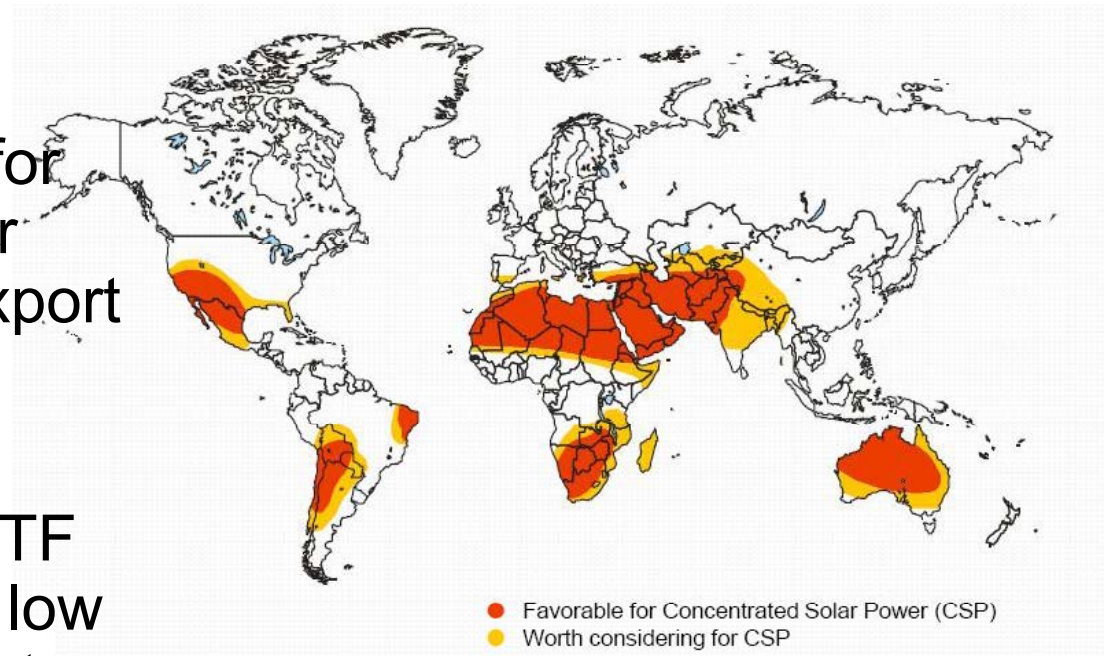 for
r
xport
TF
low
Favorable for Concentrated Solar Power (CSP)
Worth considering for CSP